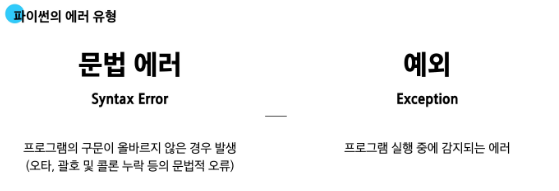 파이썬의 에러 유형
문법 에러
Syntax Error
프로그램의 구문이 올바르지 않은 경우 발생
(오타, 괄호 및 콜론 누락 등의 문법적 오류)
예외
Exception
프로그램 실행 중에 감지되는 에러